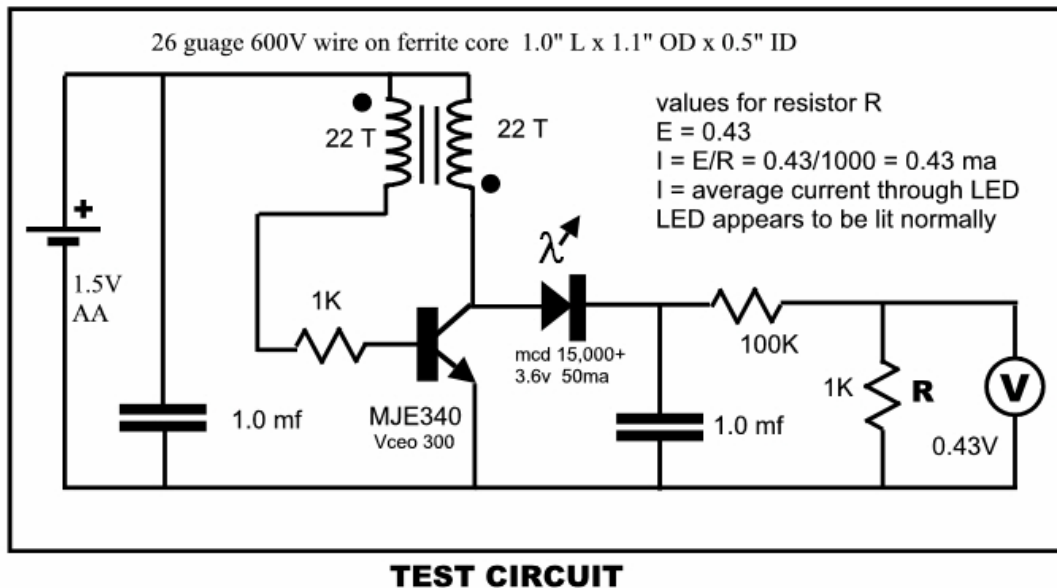 26 guage 600V wire on ferrite core 1.0" L x 1.1" OD x 0.5" ID
22 T
22 T
values for resistor R
E = 0.43
I = E/R = 0.43/1000 = 0.43 ma
I = average current through LED
LED appears to be lit normally
+
1.5V
AA
λ
1K
mcd 15,000+
3.6v 50ma
100K
1K
R
V
1.0 mf
MJE340
Vceo 300
1.0 mf
0.43V
TEST CIRCUIT